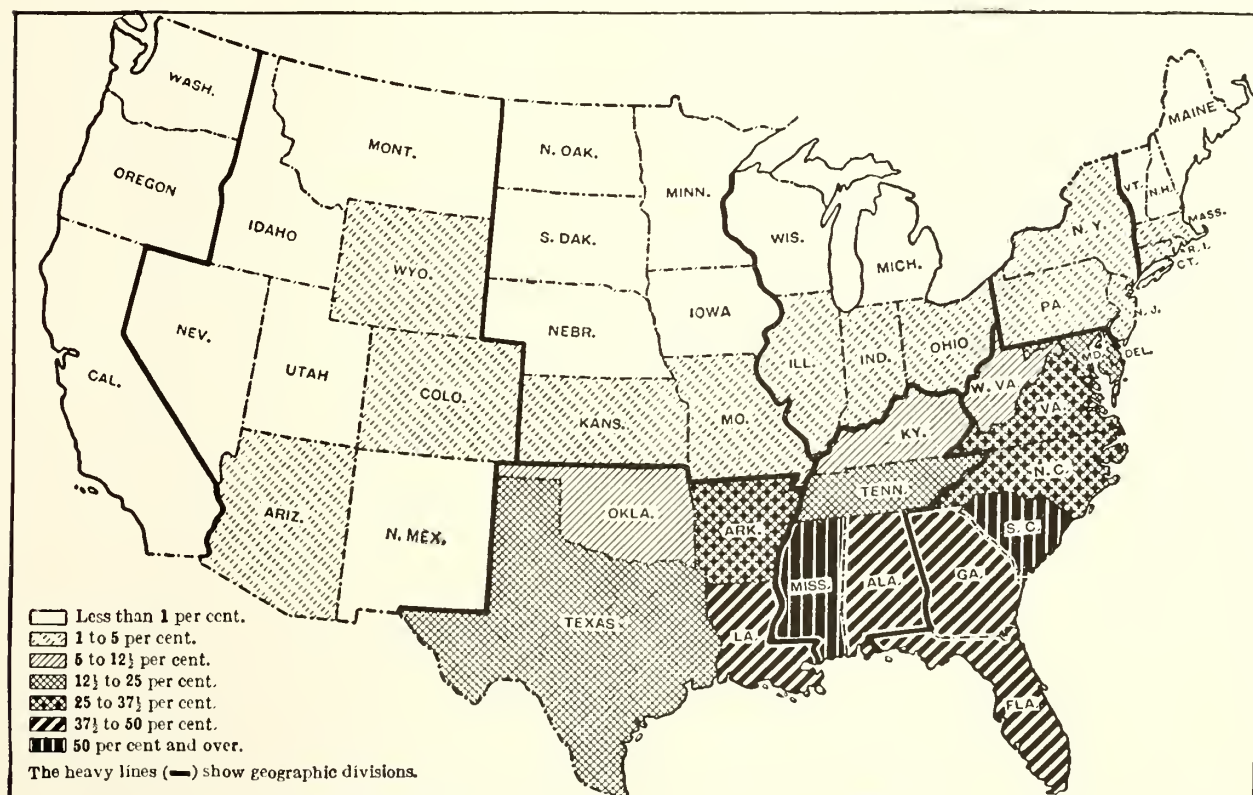 WASH.
MONT.
N. OAK.
MINN.
MAINE
OREGON
IDAHO
WYO.
S. DAK.
WIS.
MICH.
VT.
N.H.
N.Y.
MASS.
R. I.
CT.
NEV.
UTAH
NEBR.
IOWA
PA.
N. J.
CAL.
COLO.
KANS.
MO.
ILL.
IND.
OHIO
MD.
DEL.
W. VA.
VA.
KY.
ARIZ.
N. MEX.
OKLA.
ARK.
TENN.
N.C.
S. C.
TEXAS
LA.
MISS.
ALA.
GA.
FLA.
Less than 1 per cent.
1 to 5 per cent.
5 to 12½ per cent.
12½ to 25 per cent.
25 to 37½ per cent.
37½ to 50 per cent.
50 per cent and over.
The heavy lines (▬) show geographic divisions.